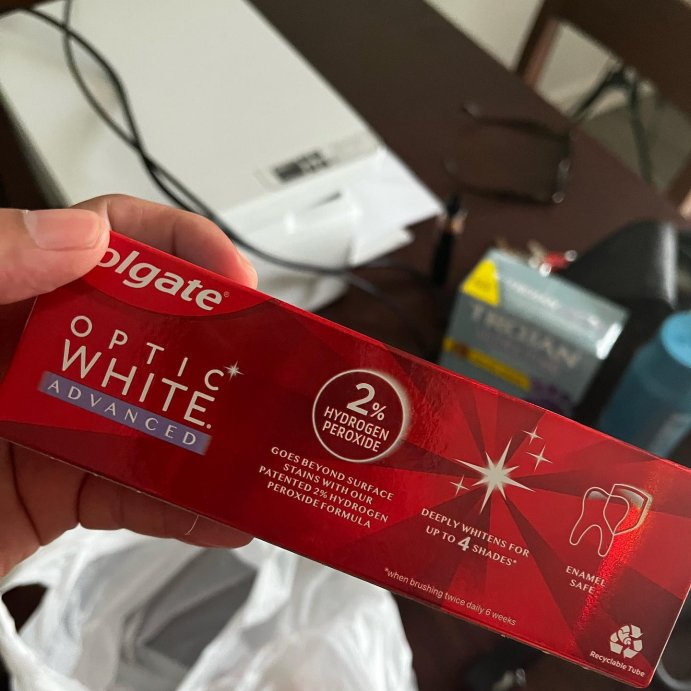 Colgate®
OPTIC
WHITE.
ADVANCED
2%
HYDROGEN
PEROXIDE
GOES BEYOND SURFACE
STAINS WITH OUR
PATENTED 2% HYDROGEN
PEROXIDE FORMULA
DEEPLY WHITENS FOR
UP TO 4 SHADES*
*when brushing twice daily 6 weeks
ENAMEL
SAFE
Recyclable Tube
TROJAN